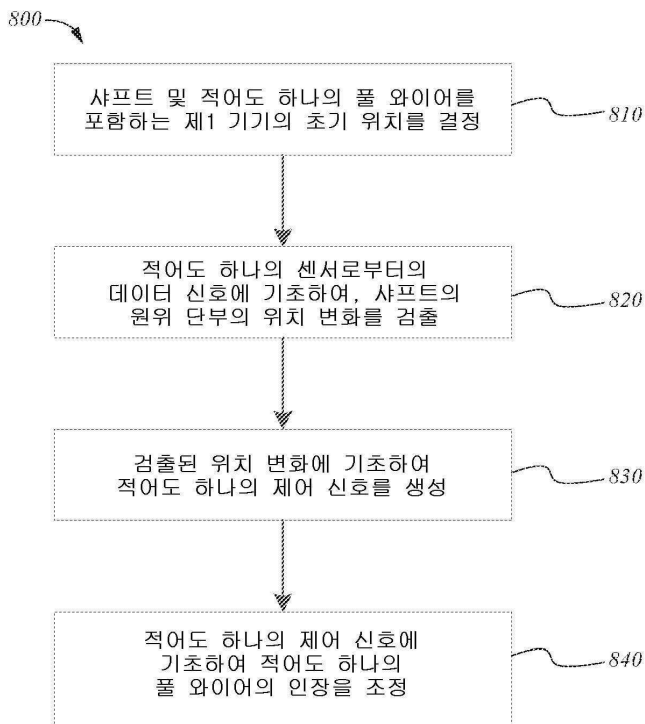 800
샤프트 및 적어도 하나의 풀 와이어를
포함하는 제1 기기의 초기 위치를 결정
810
적어도 하나의 센서로부터의
데이터 신호에 기초하여, 샤프트의
원위 단부의 위치 변화를 검출
820
검출된 위치 변화에 기초하여
적어도 하나의 제어 신호를 생성
830
적어도 하나의 제어 신호에
기초하여 적어도 하나의
풀 와이어의 인장을 조정
840